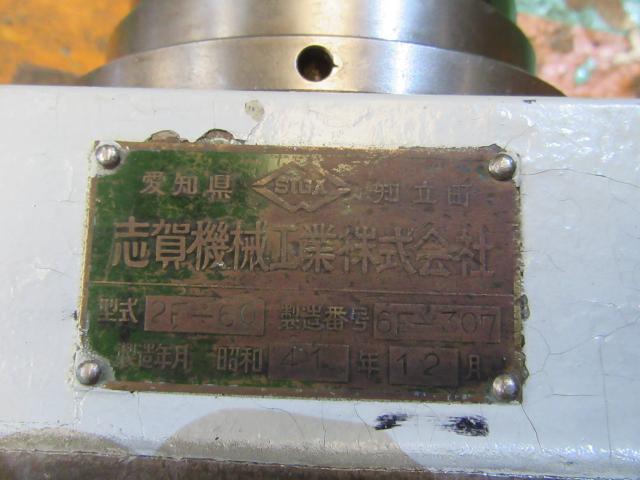 愛知県 SIGA 知立町
志賀機械工業株式会社
型式 2F-60 製造番号 6F-307
製造年月 昭和 41 年 12 月